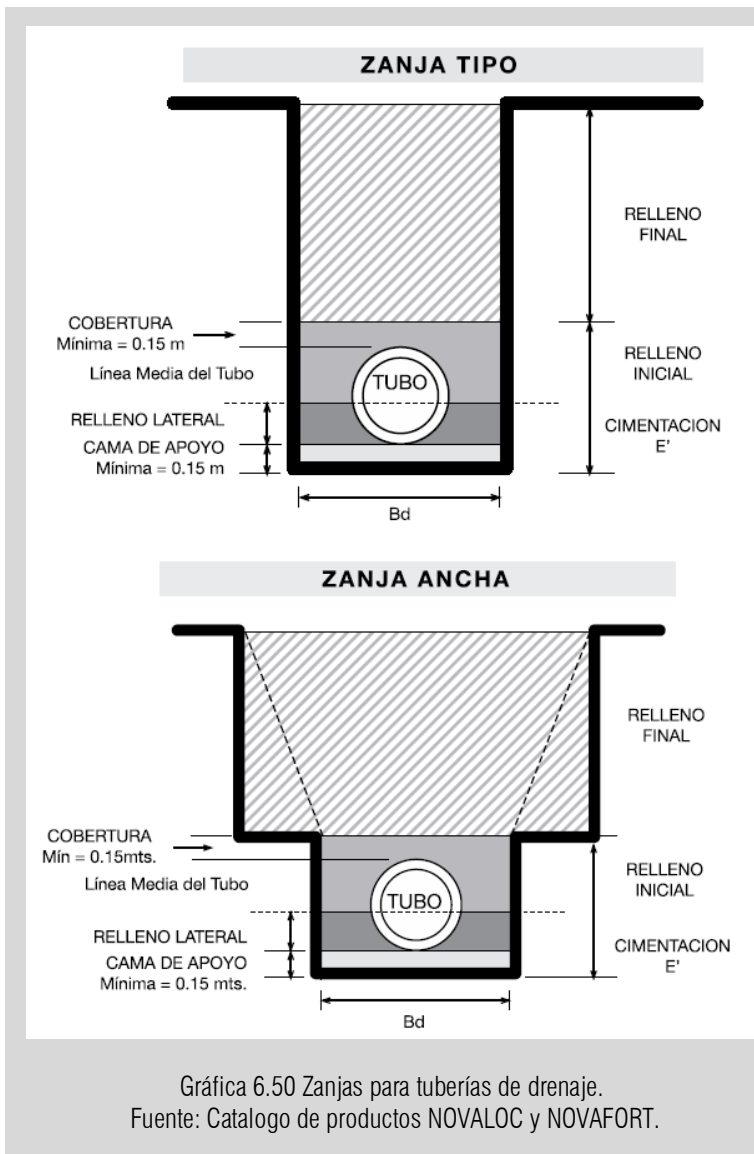 ZANJA TIPO
RELLENO
FINAL
COBERTURA
Mínima = 0.15 m
Línea Media del Tubo
TUBO
RELLENO
INICIAL
RELLENO LATERAL
CAMA DE APOYO
Mínima = 0.15 m
CIMENTACION
E'
Bd
ZANJA ANCHA
RELLENO
FINAL
COBERTURA
Mín = 0.15mts.
Línea Media del Tubo
TUBO
RELLENO
INICIAL
RELLENO LATERAL
CAMA DE APOYO
Mínima = 0.15 mts.
CIMENTACION
E'
Bd
Gráfica 6.50 Zanjas para tuberías de drenaje.
Fuente: Catalogo de productos NOVALOC y NOVAFORT.